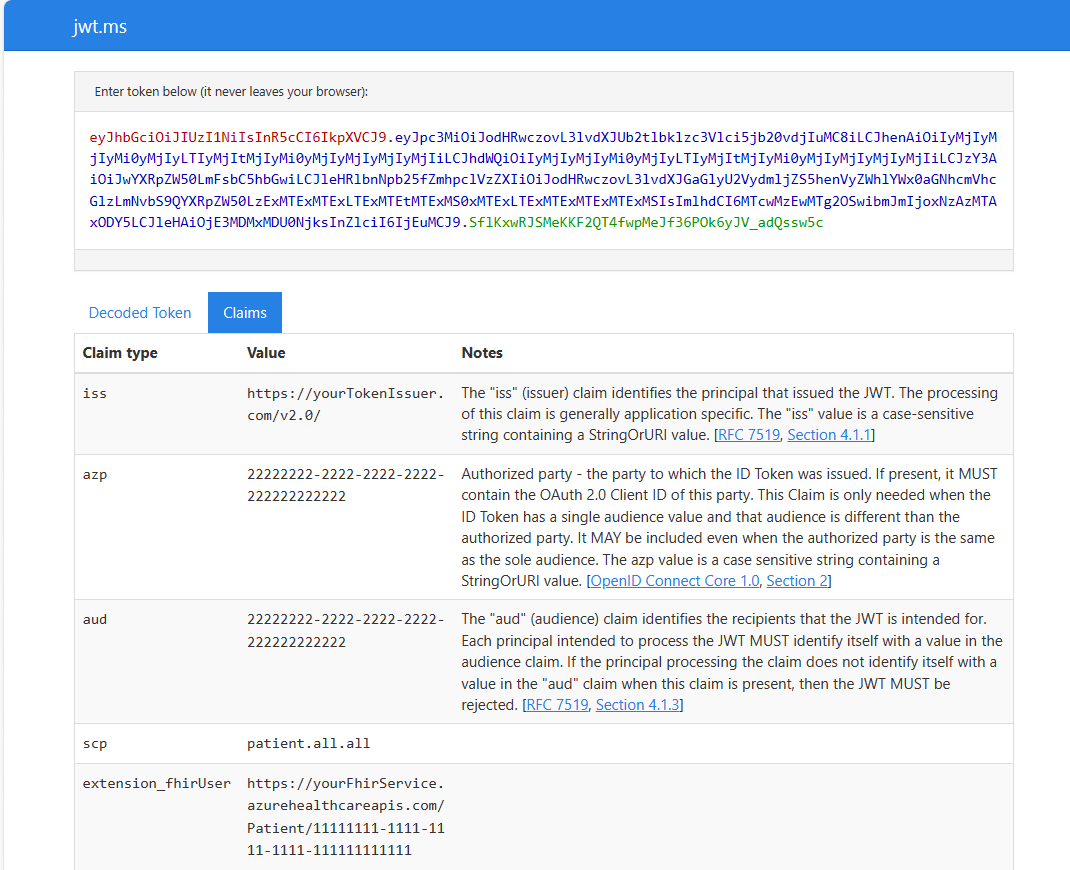 jwt.ms
Enter token below (it never leaves your browser):
eyJhbGciOiJIUzI1NiIsInR5cCI6IkpXVCJ9.eyJpc3MiOiJodHRwczovL3lvdXJUb2tlbklzc3Vlci5jb20vdjIuMC8iLCJhenAiOiIyMjIyM
jIyMi0yMjIyLTIyMjItMjIyMi0yMjIyMjIyMjIyMjIiLCJhdWQiOiIyMjIyMjIyMi0yMjIyLTIyMjItMjIyMi0yMjIyMjIyMjIyMjIiLCJzY3A
iOiJwYXRpZW50LmFsbC5hbGwiLCJleHRlbnNpb25fZmhpclVzZXIiOiJodHRwczovL3lvdXJGaGlyU2VydmljZS5henVyZWhlYWx0aGNhcmVhc
GlzLmNvbS9QYXRpZW50LzExMTExMTExLTExMTEtMTExMS0xMTExLTExMTExMTExMTExMSIsImlhdCI6MTcwMzEwMTg2OSwibmJmIjoxNzAzMTA
xODY5LCJleHAiOjE3MDMxMDU0NjksInZlciI6IjEuMCJ9.SflKxwRJSMeKKF2QT4fwpMeJf36POk6yJV_adQssw5c
Decoded Token Claims
Claim type Value Notes
iss https://yourTokenIssuer. The "iss" (issuer) claim identifies the principal that issued the JWT. The processing
com/v2.0/ of this claim is generally application specific. The "iss" value is a case-sensitive
string containing a StringOrURI value. [RFC 7519, Section 4.1.1]
azp 22222222-2222-2222-2222- Authorized party - the party to which the ID Token was issued. If present, it MUST
222222222222 contain the OAuth 2.0 Client ID of this party. This Claim is only needed when the
ID Token has a single audience value and that audience is different than the
authorized party. It MAY be included even when the authorized party is the same
as the sole audience. The azp value is a case sensitive string containing a
StringOrURI value. [OpenID Connect Core 1.0, Section 2]
aud 22222222-2222-2222-2222- The "aud" (audience) claim identifies the recipients that the JWT is intended for.
222222222222 Each principal intended to process the JWT MUST identify itself with a value in the
audience claim. If the principal processing the claim does not identify itself with a
value in the "aud" claim when this claim is present, then the JWT MUST be
rejected. [RFC 7519, Section 4.1.3]
scp patient.all.all
extension_fhirUser https://yourFhirService.
azurehealthcareapis.com/
Patient/11111111-1111-11
11-1111-111111111111